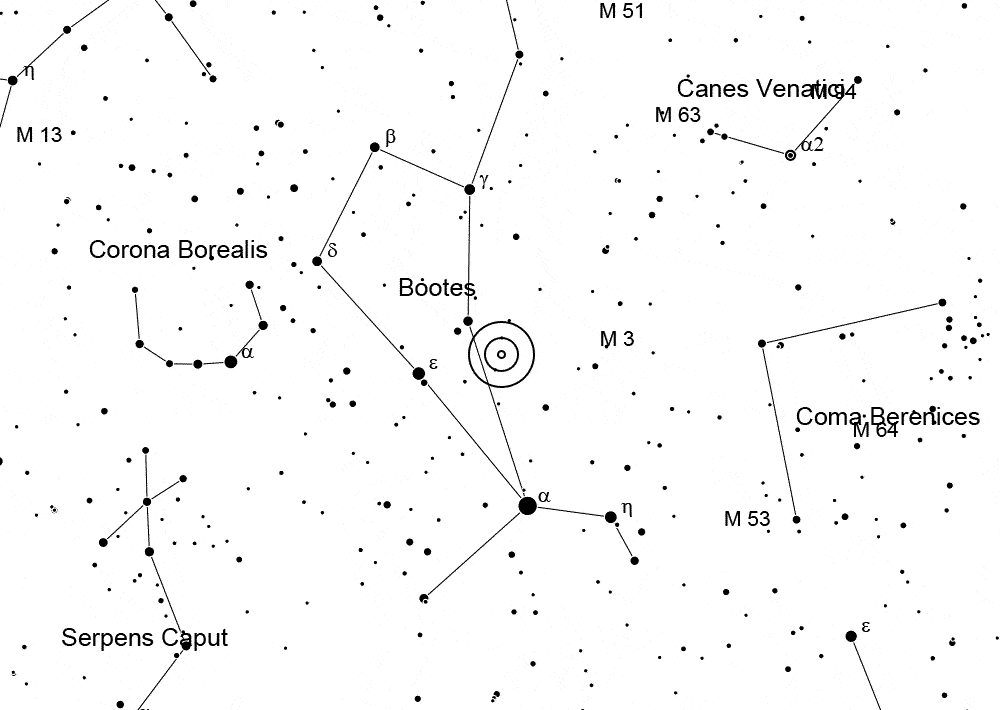 M 51
η
Canes Venatici
M 94
M 63
M 13
β
α2
γ
Corona Borealis
δ
Bootes
M 3
α
ε
Coma Berenices
M 64
α
η
M 53
ε
Serpens Caput